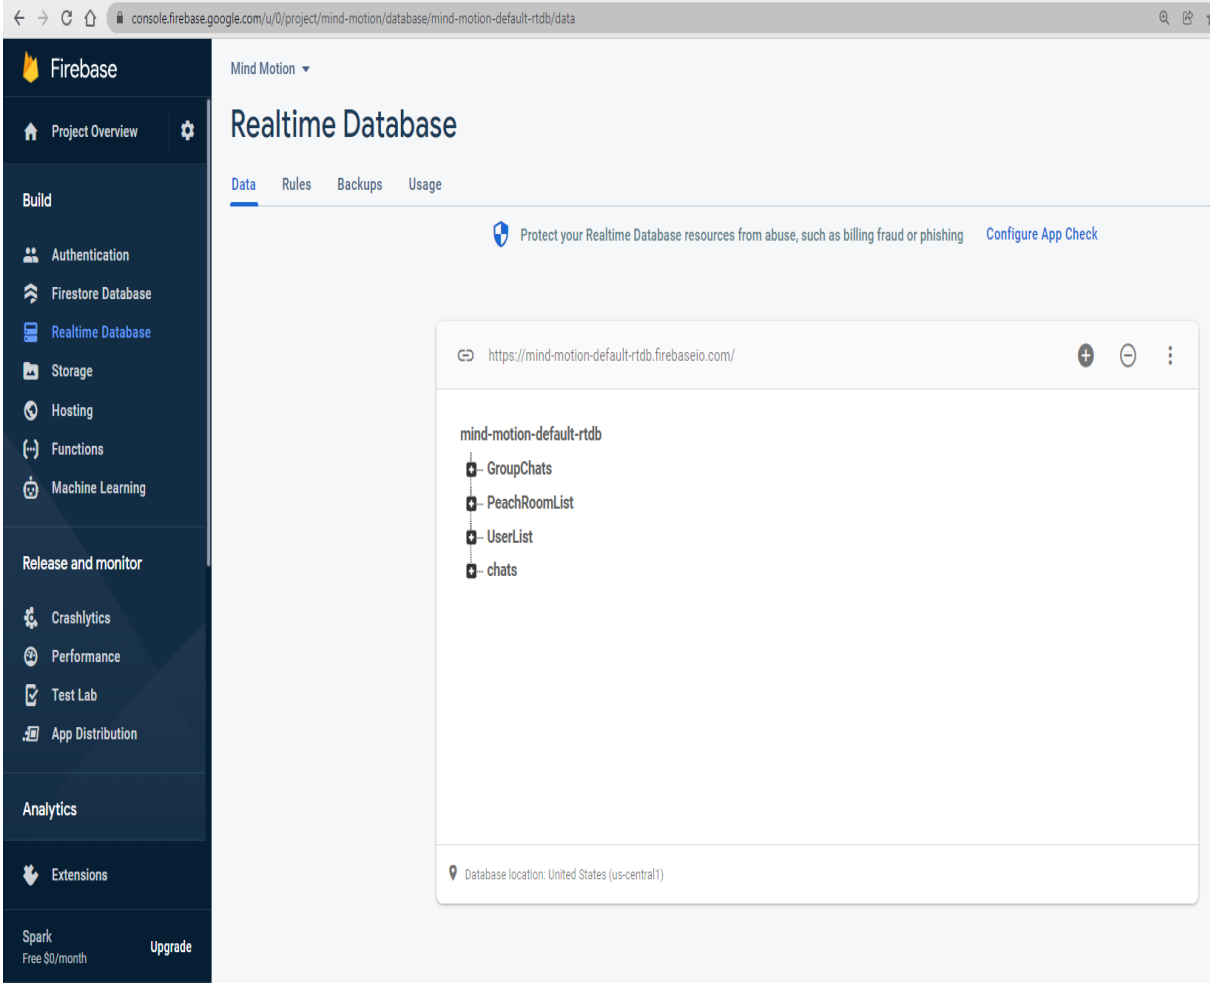 console.firebase.google.com/u/0/project/mind-motion/database/mind-motion-default-rtdb/data
Firebase
Project Overview
Build
Authentication
Firestore Database
Realtime Database
Storage
Hosting
Functions
Machine Learning
Release and monitor
Crashlytics
Performance
Test Lab
App Distribution
Analytics
Extensions
Spark
Free $0/month
Upgrade
Mind Motion
Realtime Database
Data Rules Backups Usage
Protect your Realtime Database resources from abuse, such as billing fraud or phishing Configure App Check
https://mind-motion-default-rtdb.firebaseio.com/
mind-motion-default-rtdb
GroupChats
PeachRoomList
UserList
chats
Database location: United States (us-central1)